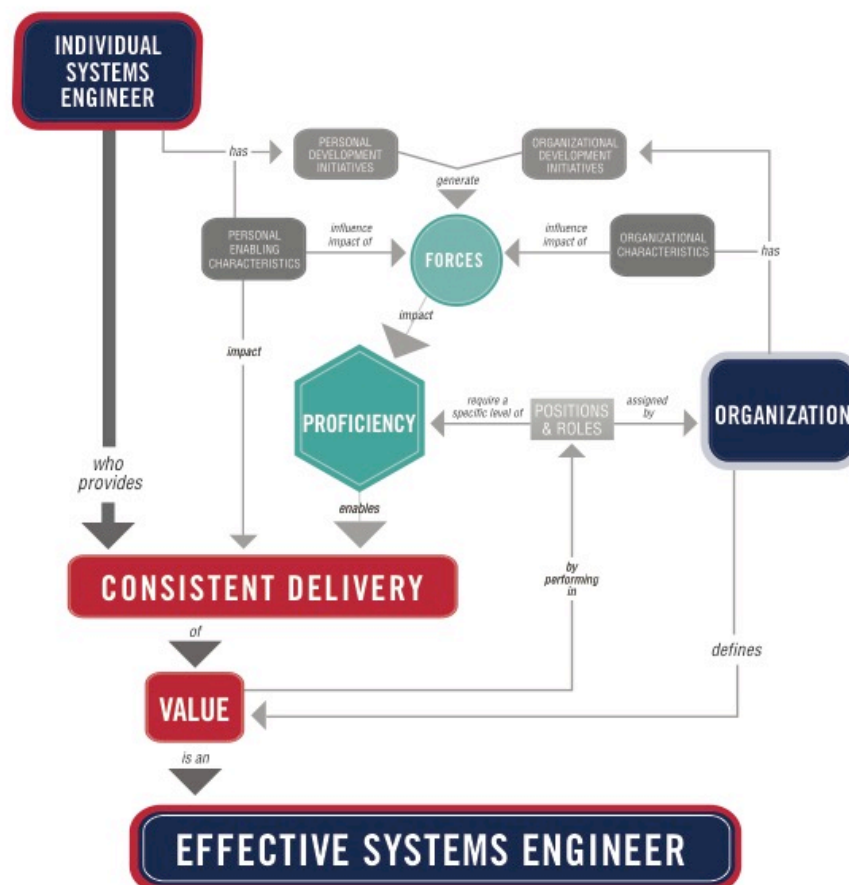 INDIVIDUAL
SYSTEMS
ENGINEER
has
PERSONAL
DEVELOPMENT
INITIATIVES
ORGANIZATIONAL
DEVELOPMENT
INITIATIVES
generate
PERSONAL
ENABLING
CHARACTERISTICS
influence
impact of
FORCES
influence
impact of
ORGANIZATIONAL
CHARACTERISTICS
has
impact
impact
PROFICIENCY
require a
specific level of
POSITIONS
& ROLES
assigned
by
ORGANIZATION
who
provides
enables
CONSISTENT DELIVERY
by
performing
in
of
defines
VALUE
is an
EFFECTIVE SYSTEMS ENGINEER